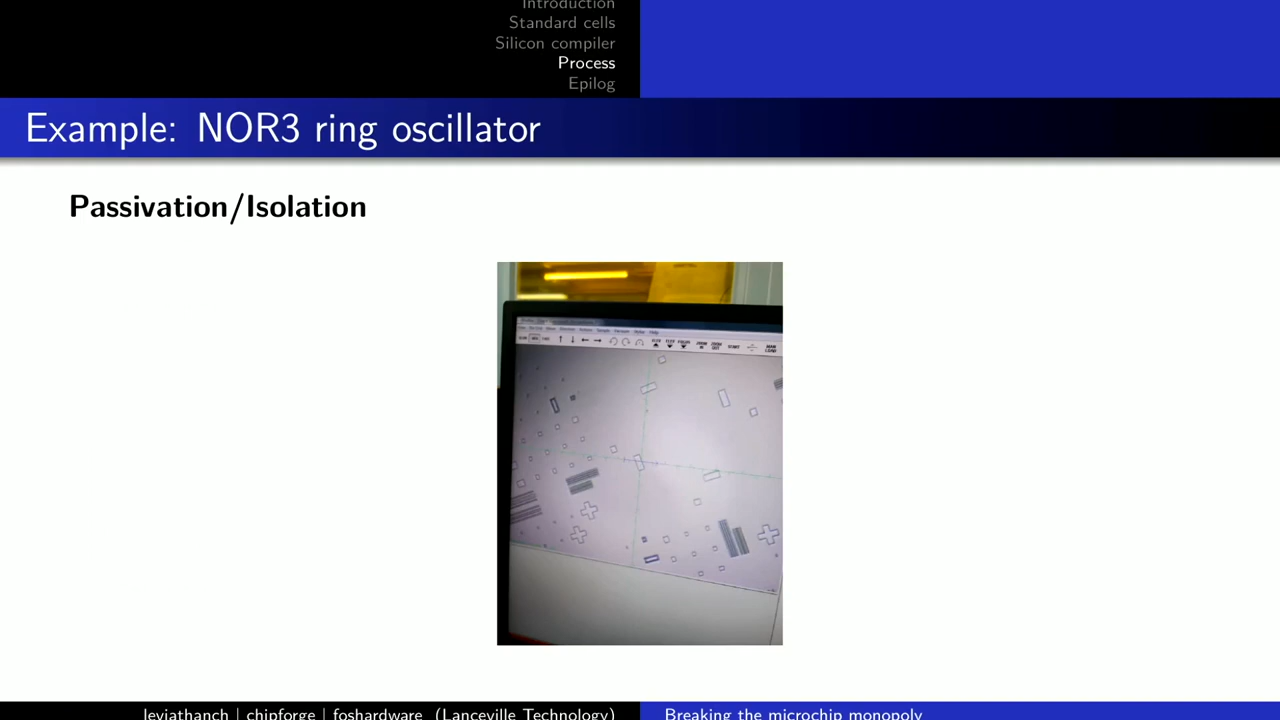 Introduction
Standard cells
Silicon compiler
Process
Epilog
Example: NOR3 ring oscillator
Passivation/Isolation
leviathanch | chipforge | foshardware (Lanceville Technology)
Breaking the microchip monopoly